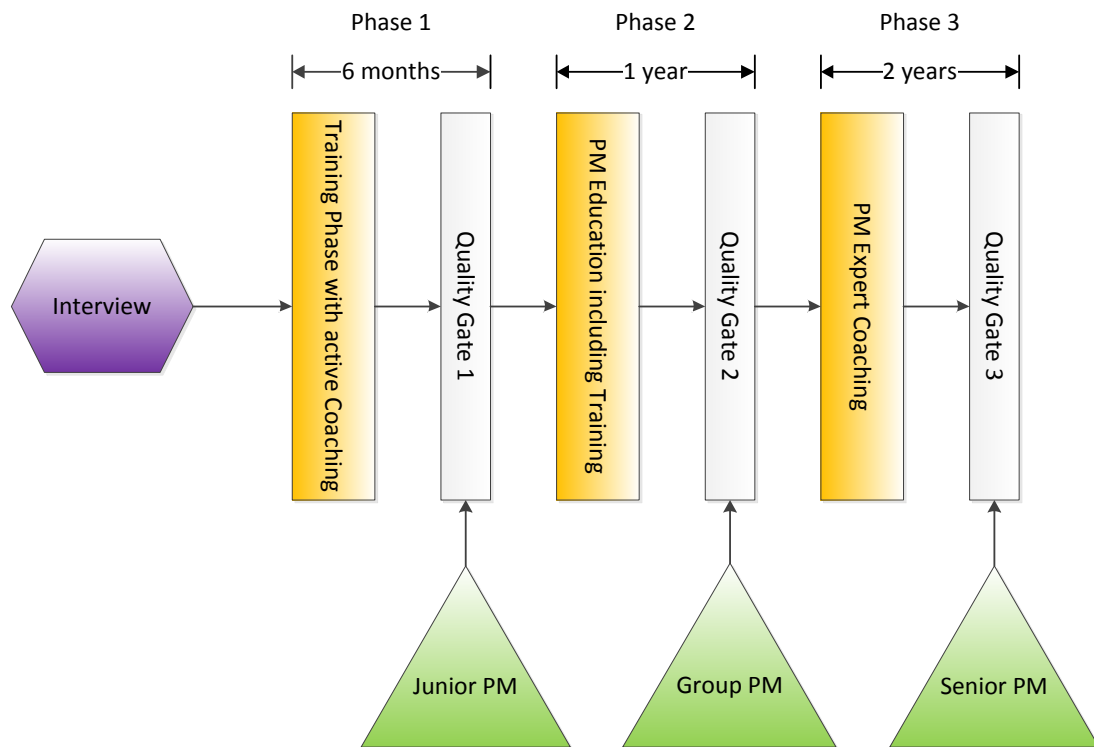 Phase 1
Phase 2
Phase 3
6 months
1 year
2 years
Interview
Training Phase with active Coaching
Quality Gate 1
PM Education including Training
Quality Gate 2
PM Expert Coaching
Quality Gate 3
Junior PM
Group PM
Senior PM